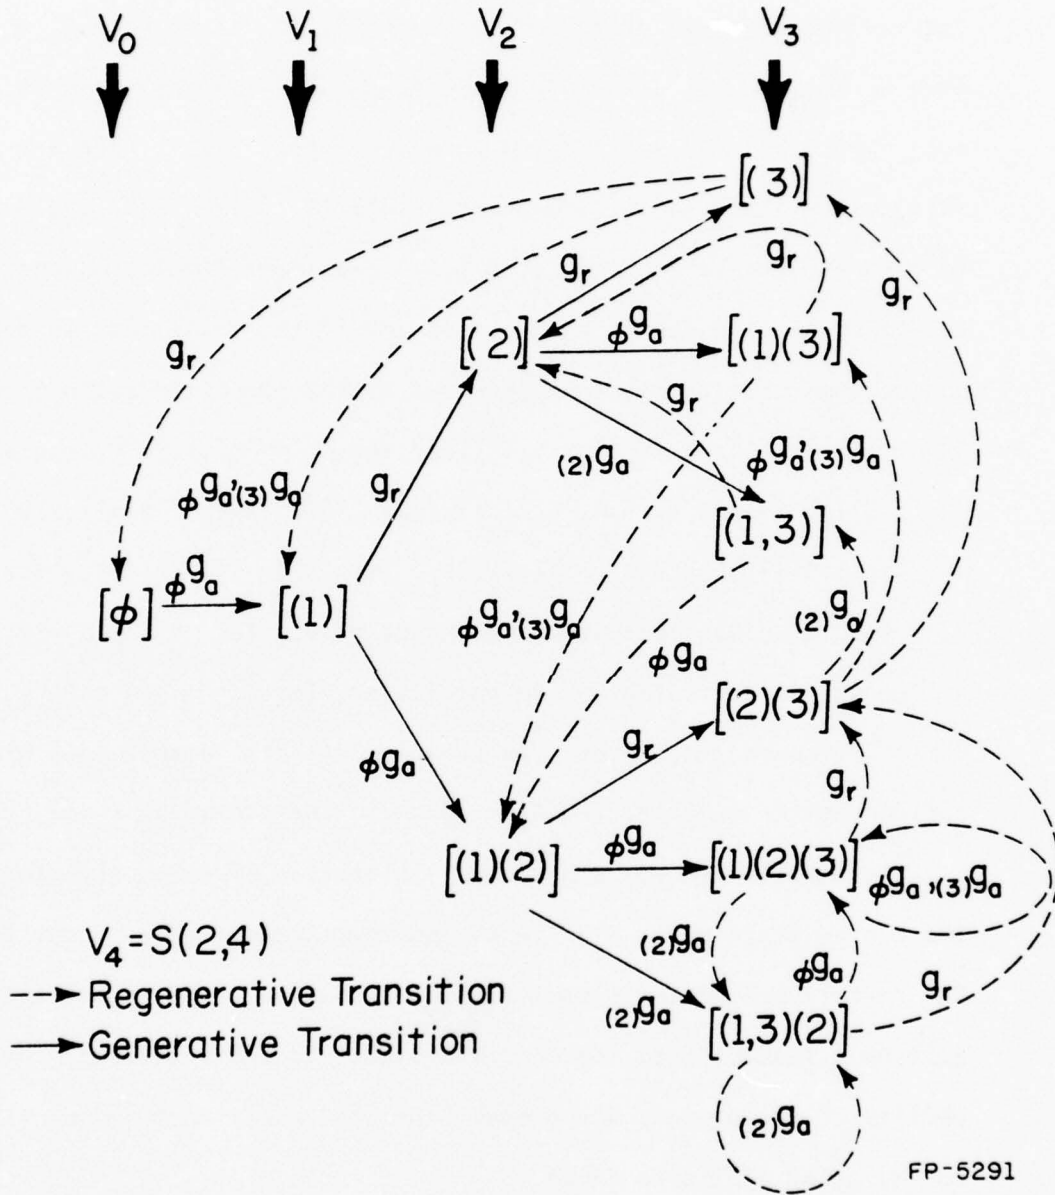 V₀ V₁ V₂ V₃
[(3)]
gᵣ
gᵣ
gᵣ
gᵣ
[(2)]
ϕgₐ
[(1)(3)]
gᵣ
(2)gₐ
ϕgₐ'(3)gₐ
ϕgₐ'(3)gₐ
gᵣ
[(1,3)]
[ϕ]
ϕgₐ
[(1)]
ϕgₐ'(3)gₐ
(2)gₐ
ϕgₐ
[(2)(3)]
gᵣ
ϕgₐ
gᵣ
[(1)(2)]
ϕgₐ
[(1)(2)(3)]
ϕgₐ,(3)gₐ
V₄=S(2,4)
(2)gₐ
ϕgₐ
gᵣ
Regenerative Transition
(2)gₐ
[(1,3)(2)]
Generative Transition
(2)gₐ
FP-5291